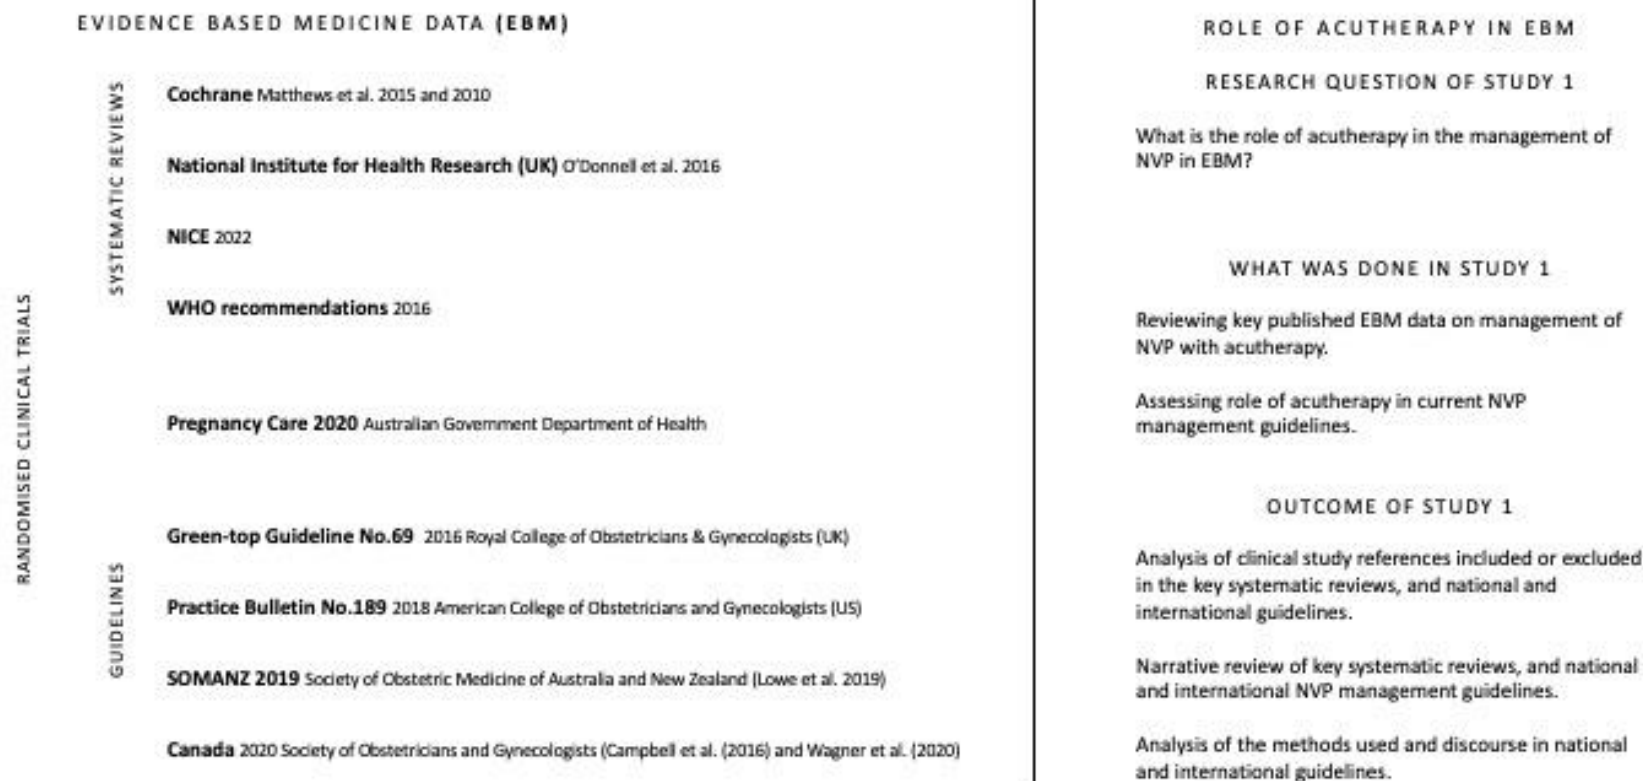 EVIDENCE BASED MEDICINE DATA (EBM)
RANDOMISED CLINICAL TRIALS
SYSTEMATIC REVIEWS
Cochrane Matthews et al. 2015 and 2010
National Institute for Health Research (UK) O'Donnell et al. 2016
NICE 2022
WHO recommendations 2016
Pregnancy Care 2020 Australian Government Department of Health
GUIDELINES
Green-top Guideline No.69 2016 Royal College of Obstetricians & Gynecologists (UK)
Practice Bulletin No.189 2018 American College of Obstetricians and Gynecologists (US)
SOMANZ 2019 Society of Obstetric Medicine of Australia and New Zealand (Lowe et al. 2019)
Canada 2020 Society of Obstetricians and Gynecologists (Campbell et al. (2016) and Wagner et al. (2020)
ROLE OF ACUTHERAPY IN EBM
RESEARCH QUESTION OF STUDY 1
What is the role of acutherapy in the management of
NVP in EBM?
WHAT WAS DONE IN STUDY 1
Reviewing key published EBM data on management of
NVP with acutherapy.
Assessing role of acutherapy in current NVP
management guidelines.
OUTCOME OF STUDY 1
Analysis of clinical study references included or excluded
in the key systematic reviews, and national and
international guidelines.
Narrative review of key systematic reviews, and national
and international NVP management guidelines.
Analysis of the methods used and discourse in national
and international guidelines.